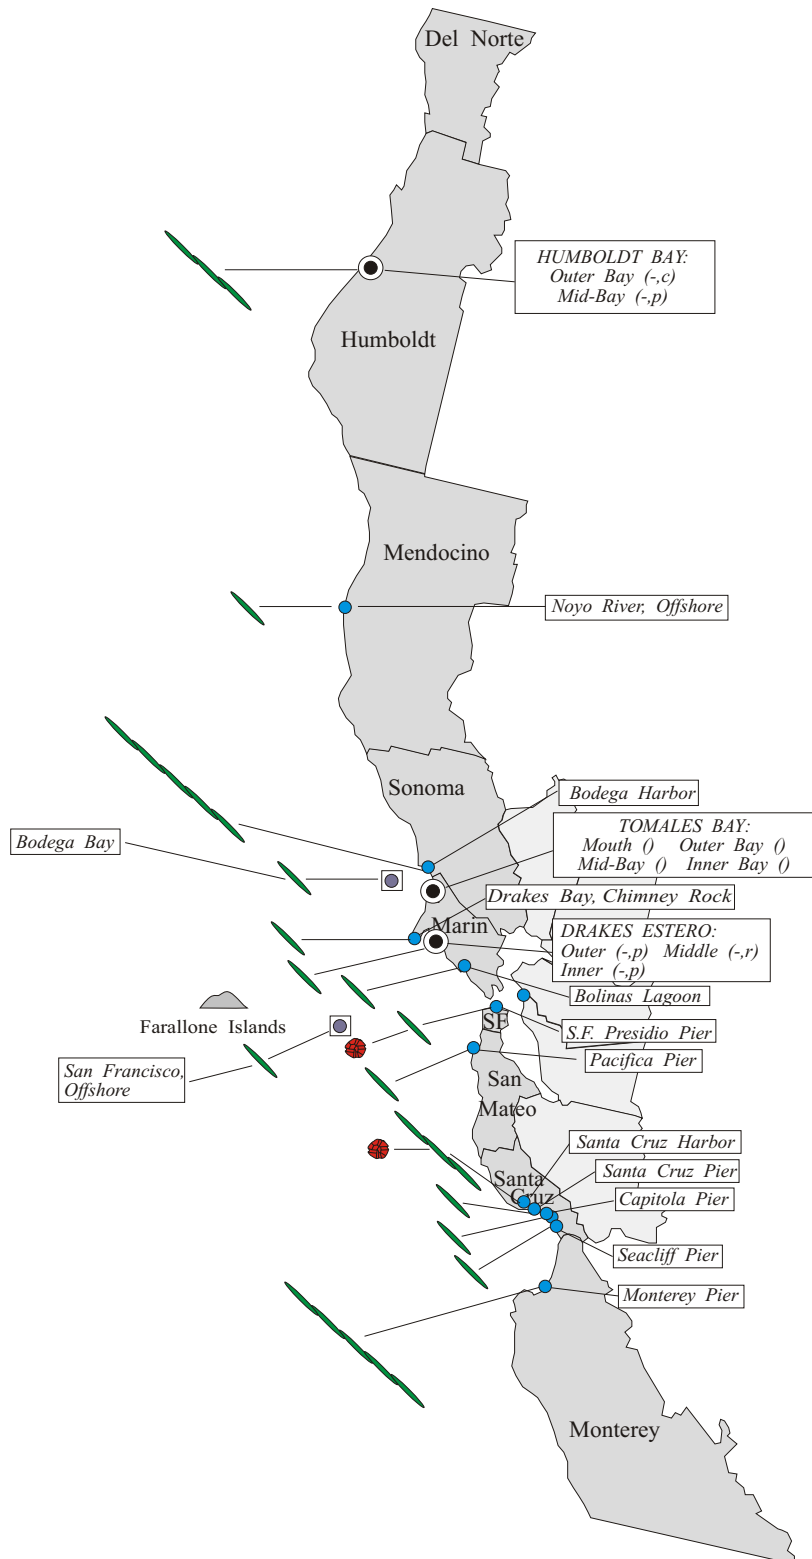 Del Norte
HUMBOLDT BAY:
Outer Bay (-,c)
Mid-Bay (-,p)
Humboldt
Mendocino
Noyo River, Offshore
Sonoma
Bodega Harbor
TOMALES BAY:
Mouth () Outer Bay ()
Mid-Bay () Inner Bay ()
Bodega Bay
Drakes Bay, Chimney Rock
Marin
DRAKES ESTERO:
Outer (-,p) Middle (-,r)
Inner (-,p)
Bolinas Lagoon
Farallone Islands
SF
S.F. Presidio Pier
Pacifica Pier
San Francisco,
Offshore
San
Mateo
Santa Cruz Harbor
Santa
Cruz
Santa Cruz Pier
Capitola Pier
Seacliff Pier
Monterey Pier
Monterey